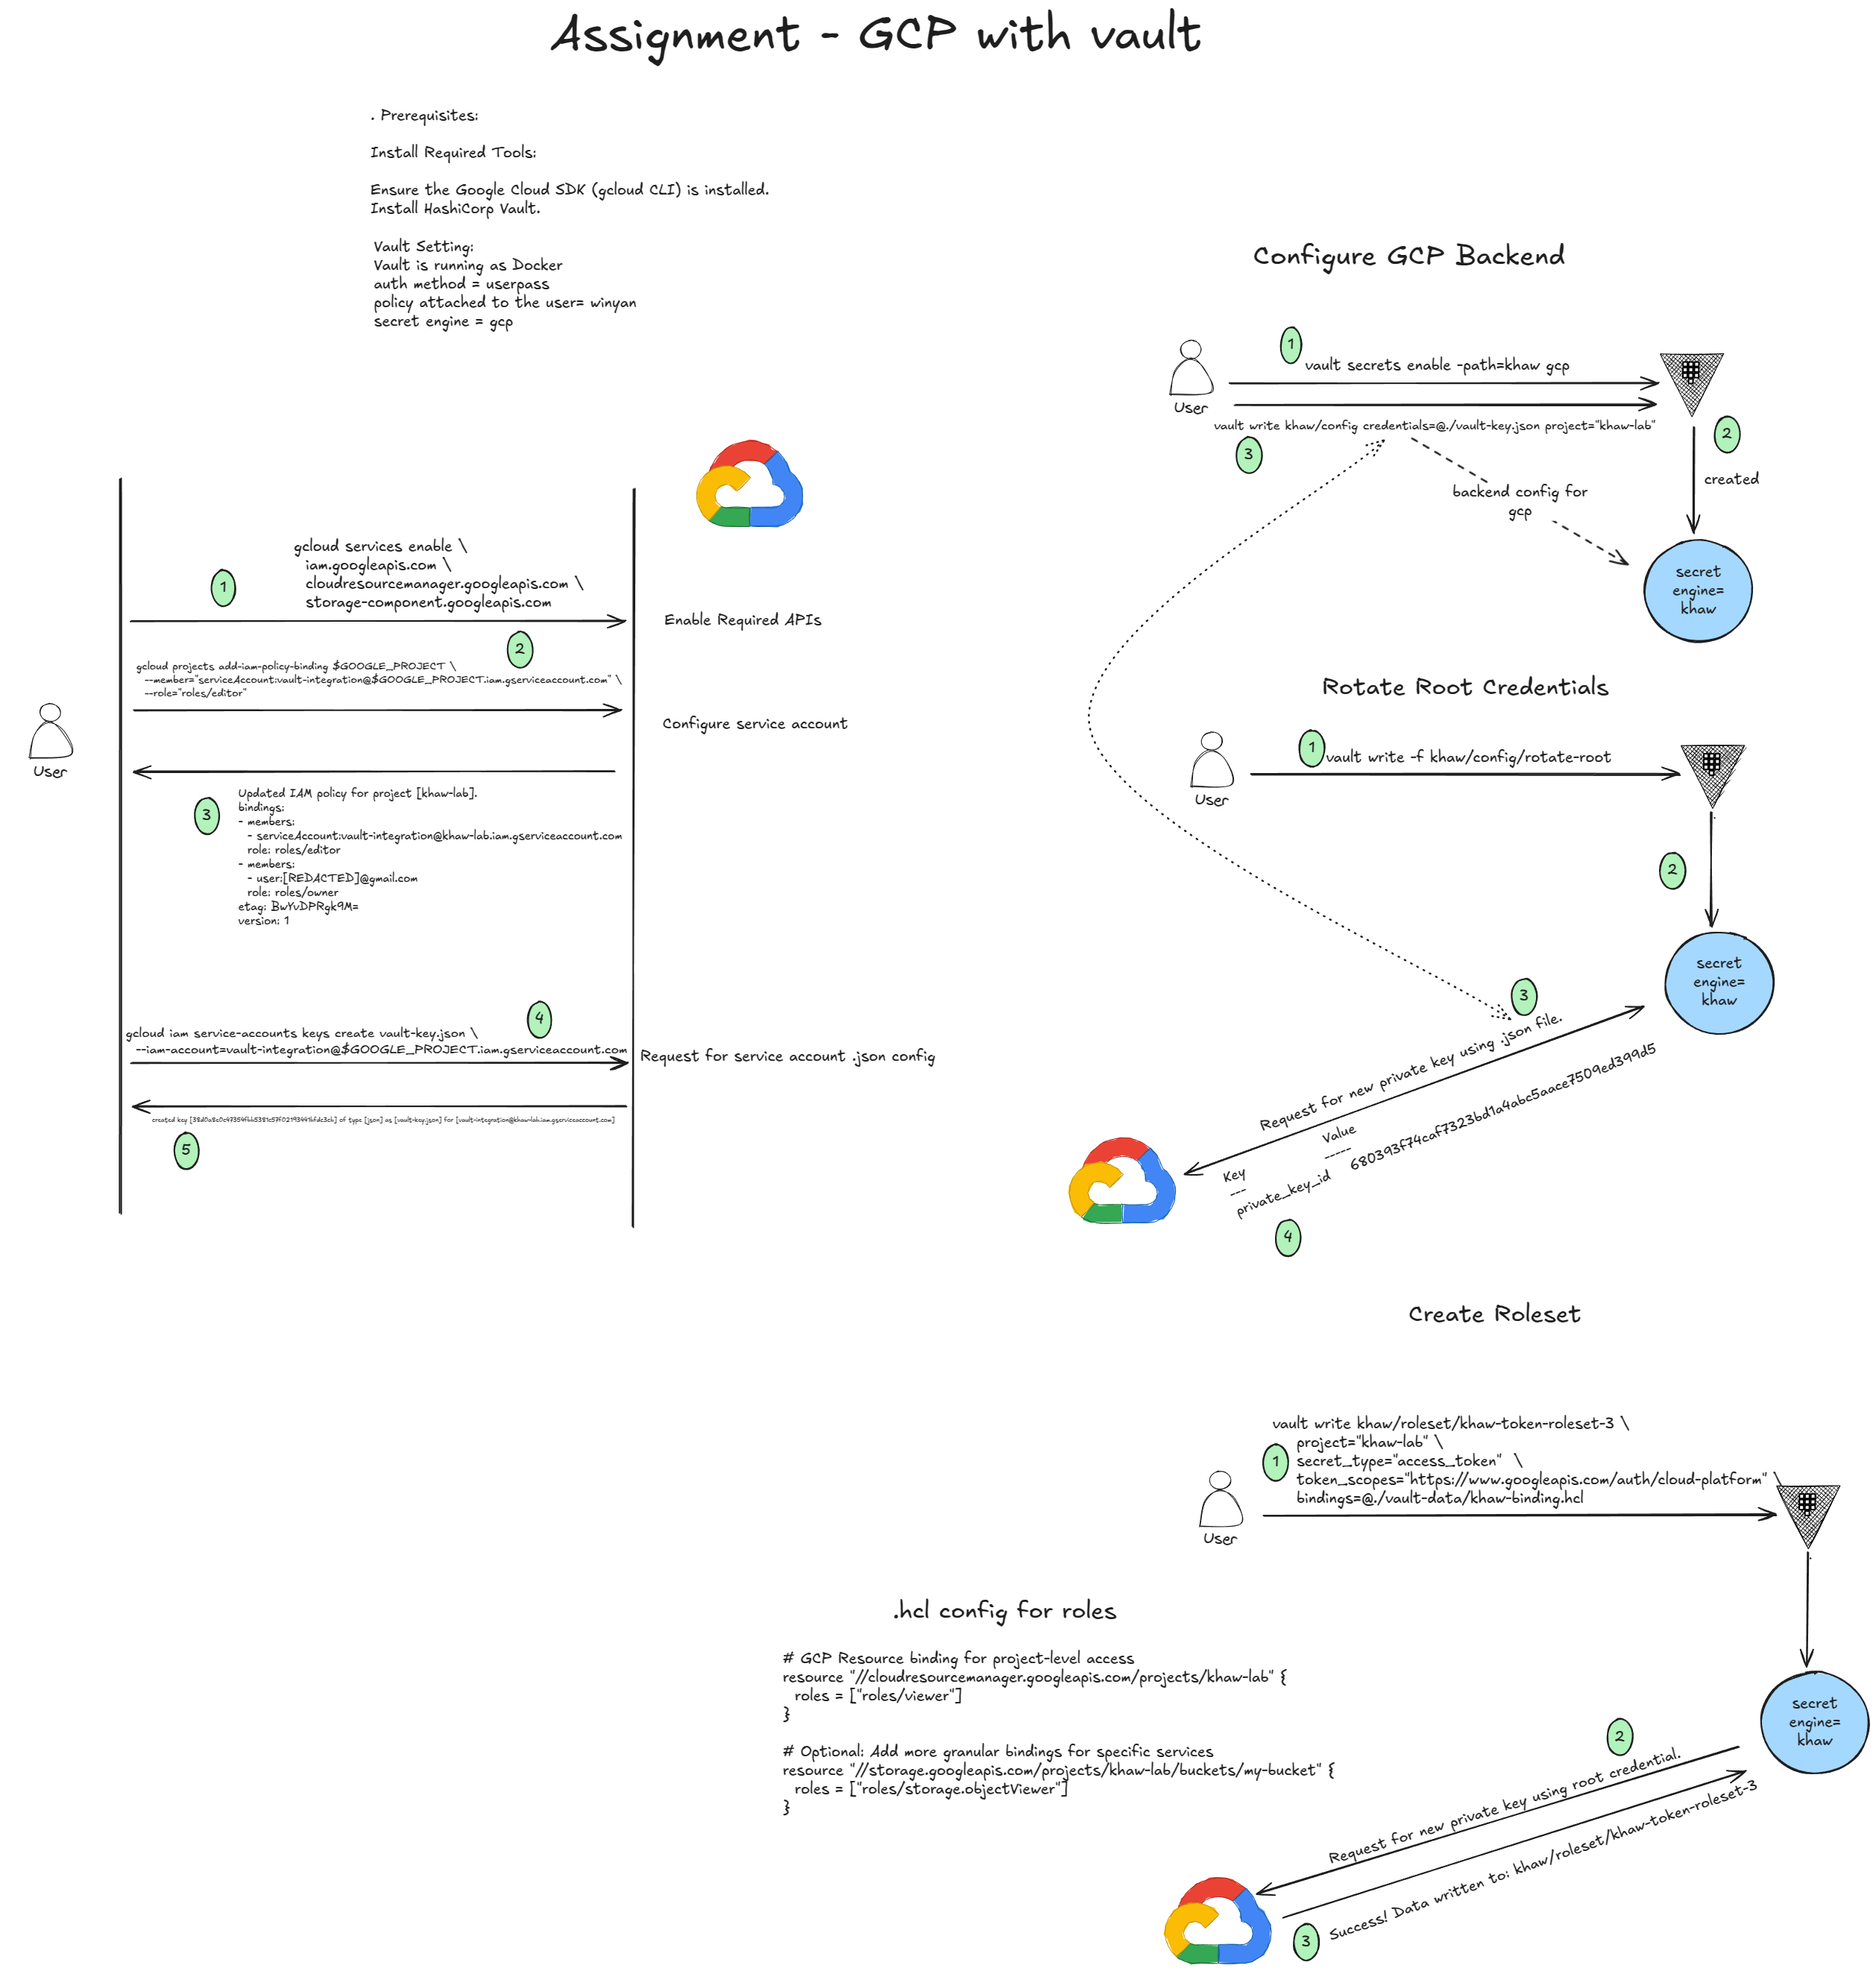 Assignment - GCP with vault
. Prerequisites:
Install Required Tools:
Ensure the Google Cloud SDK (gcloud CLI) is installed.
Install HashiCorp Vault.
Vault Setting:
Vault is running as Docker
auth method = userpass
policy attached to the user= winyan
secret engine = gcp
1
gcloud services enable \
iam.googleapis.com \
cloudresourcemanager.googleapis.com \
storage-component.googleapis.com
Enable Required APIs
2
gcloud projects add-iam-policy-binding $GOOGLE_PROJECT \
--member="serviceAccount:vault-integration@$GOOGLE_PROJECT.iam.gserviceaccount.com" \
--role="roles/editor"
Configure service account
User
3
Updated IAM policy for project [khaw-lab].
bindings:
- members:
- serviceAccount:vault-integration@khaw-lab.iam.gserviceaccount.com
role: roles/editor
- members:
- user:[REDACTED]@gmail.com
role: roles/owner
etag: BwYvDPRgk9M=
version: 1
4
gcloud iam service-accounts keys create vault-key.json \
--iam-account=vault-integration@$GOOGLE_PROJECT.iam.gserviceaccount.com
Request for service account .json config
created key of type [json] as [vault-key.json] for [vault-integration@khaw-lab.iam.gserviceaccount.com]
5
Configure GCP Backend
1
vault secrets enable -path=khaw gcp
User
vault write khaw/config credentials=@./vault-key.json project="khaw-lab"
3
2
created
backend config for
gcp
secret
engine=
khaw
Rotate Root Credentials
1
vault write -f khaw/config/rotate-root
User
2
secret
engine=
khaw
3
Request for new private key using .json file.
Key Value
--- -----
private_key_id 680393f74caf7323bd1a4abc5aace7509ed399d5
4
Create Roleset
vault write khaw/roleset/khaw-token-roleset-3 \
1
project="khaw-lab" \
secret_type="access_token" \
token_scopes="https://www.googleapis.com/auth/cloud-platform" \
bindings=@./vault-data/khaw-binding.hcl
User
secret
engine=
khaw
2
Request for new private key using root credential.
Success! Data written to: khaw/roleset/khaw-token-roleset-3
3
.hcl config for roles
# GCP Resource binding for project-level access
resource "//cloudresourcemanager.googleapis.com/projects/khaw-lab" {
roles = ["roles/viewer"]
}
# Optional: Add more granular bindings for specific services
resource "//storage.googleapis.com/projects/khaw-lab/buckets/my-bucket" {
roles = ["roles/storage.objectViewer"]
}